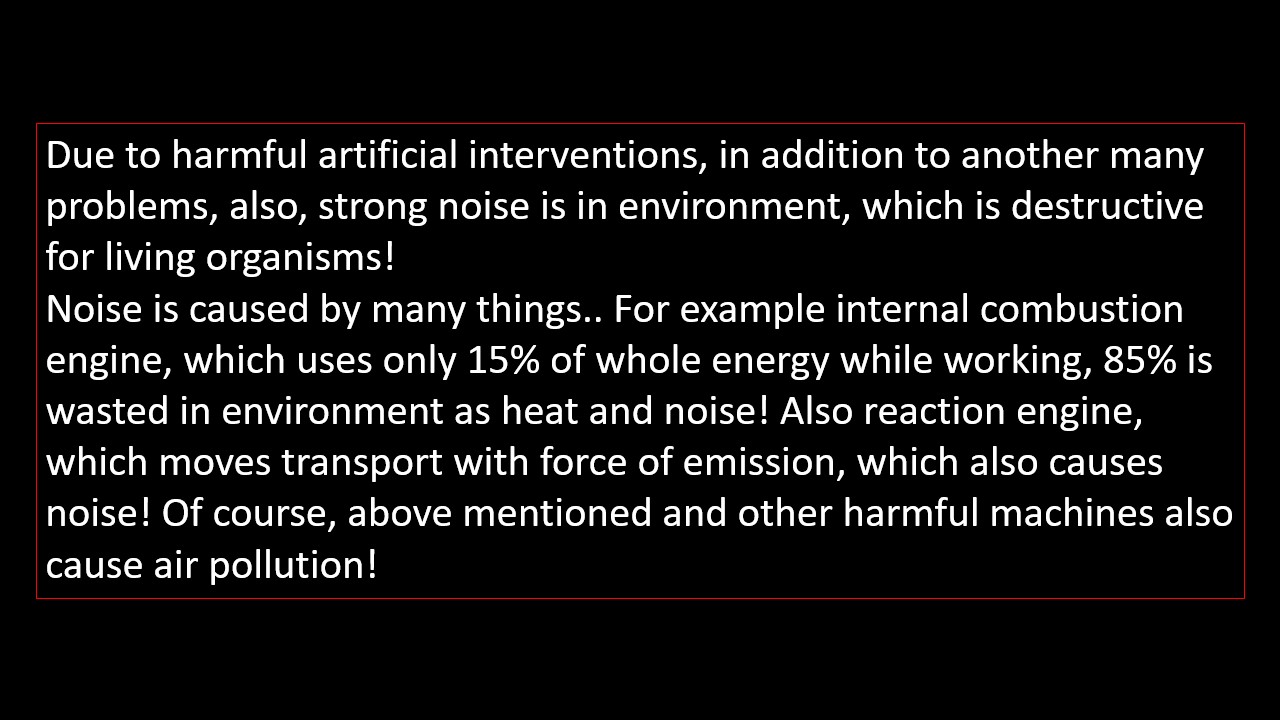 Due to harmful artificial interventions, in addition to another many
problems, also, strong noise is in environment, which is destructive
for living organisms!
Noise is caused by many things.. For example internal combustion
engine, which uses only 15% of whole energy while working, 85% is
wasted in environment as heat and noise! Also reaction engine,
which moves transport with force of emission, which also causes
noise! Of course, above mentioned and other harmful machines also
cause air pollution!